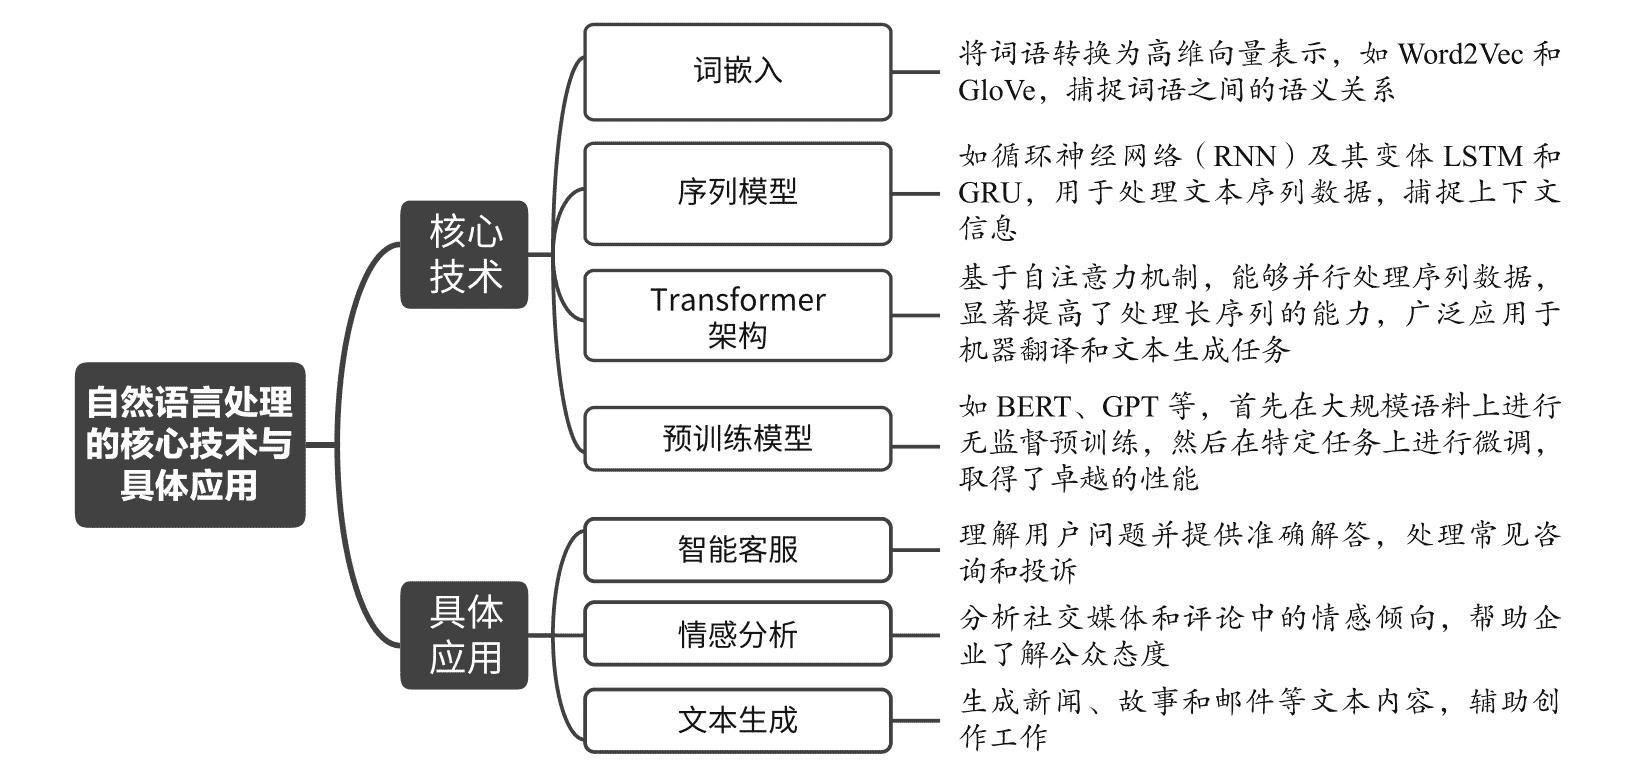 自然语言处理
的核心技术与
具体应用
核心
技术
词嵌入
将词语转换为高维向量表示，如 Word2Vec 和
GloVe，捕捉词语之间的语义关系
序列模型
如循环神经网络（RNN）及其变体 LSTM 和
GRU，用于处理文本序列数据，捕捉上下文
信息
Transformer
架构
基于自注意力机制，能够并行处理序列数据，
显著提高了处理长序列的能力，广泛应用于
机器翻译和文本生成任务
预训练模型
如 BERT、GPT 等，首先在大规模语料上进行
无监督预训练，然后在特定任务上进行微调，
取得了卓越的性能
具体
应用
智能客服
理解用户问题并提供准确解答，处理常见咨
询和投诉
情感分析
分析社交媒体和评论中的情感倾向，帮助企
业了解公众态度
文本生成
生成新闻、故事和邮件等文本内容，辅助创
作工作